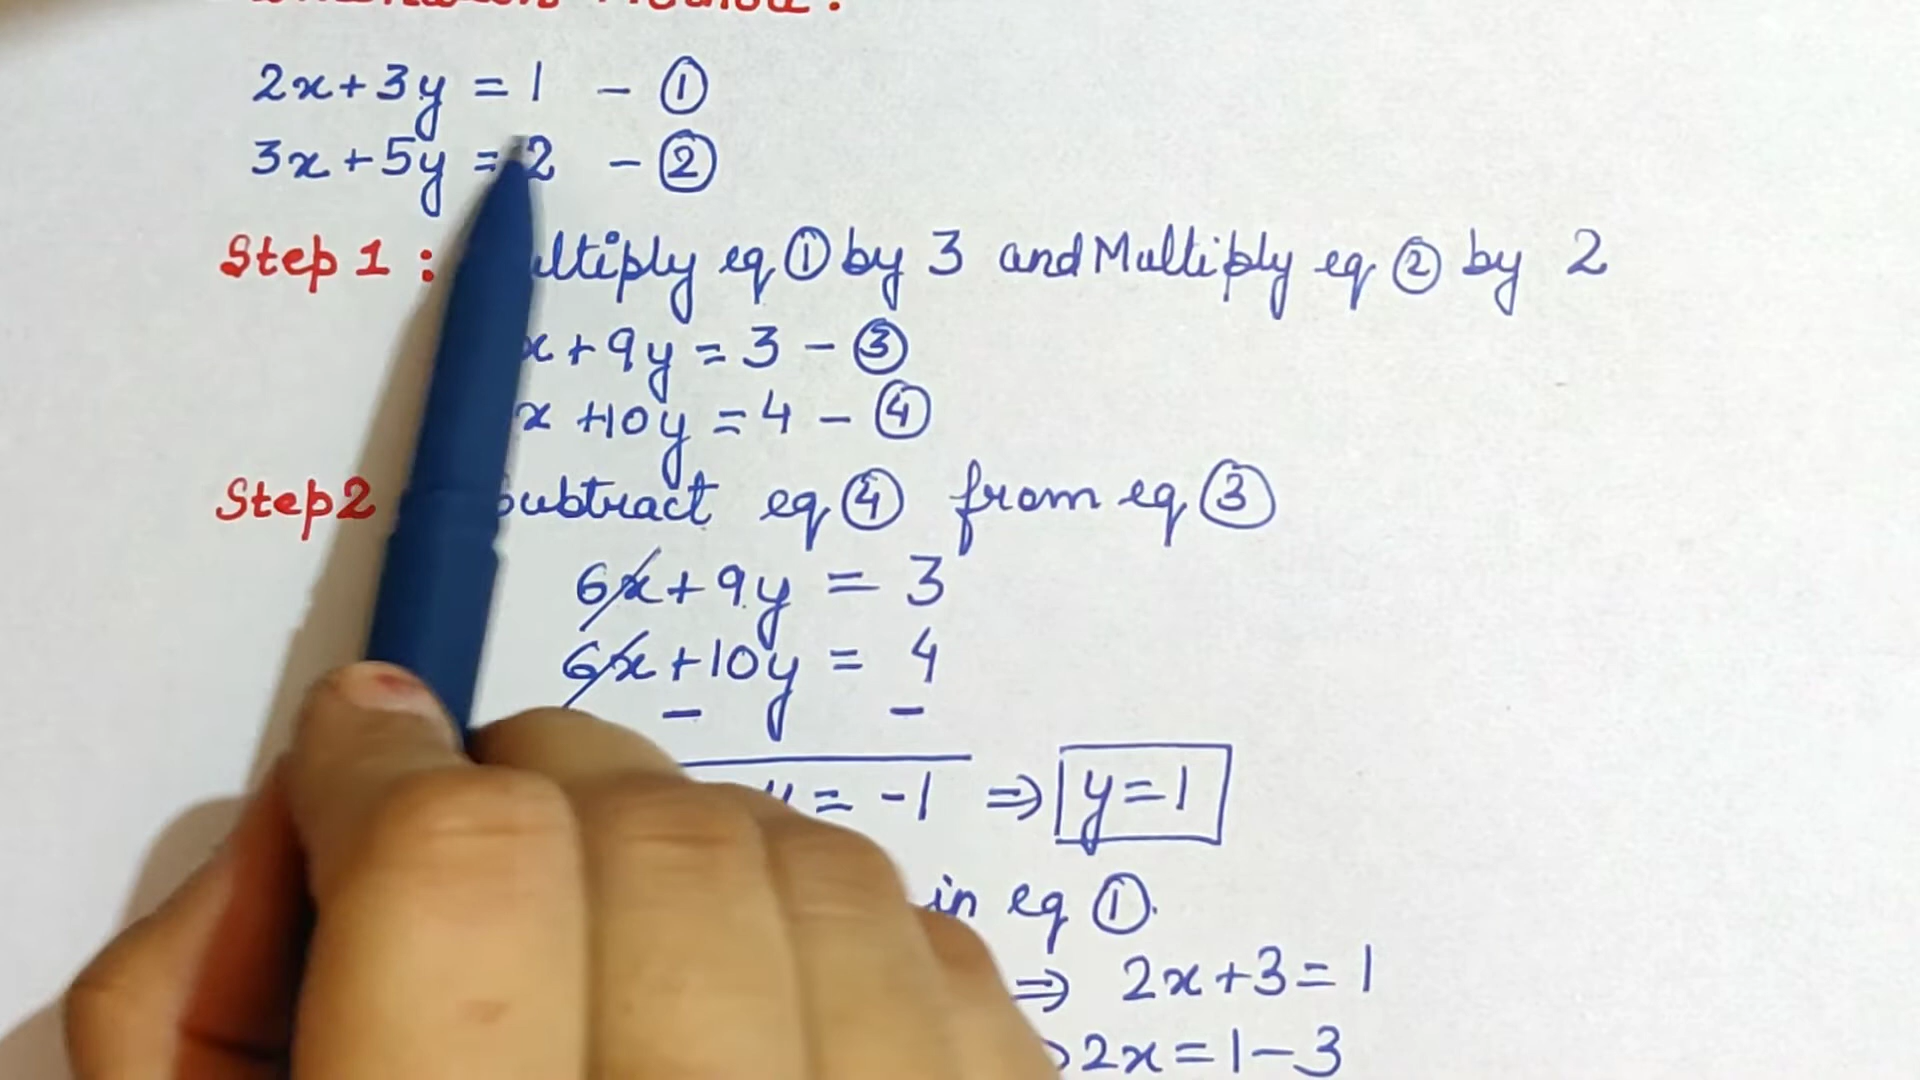 2x+3y = 1 - ①
3x+5y = 2 - ②
Step 1 : ultiply eq ① by 3 and Multiply eq ② by 2
x+9y = 3 - ③
x+10y = 4 - ④
Step2 Subtract eq ④ from eq ③
6x+9y = 3
6x+10y = 4
- -
y = -1 ⇒ y=1
in eq ①.
⇒ 2x+3=1
2x=1-3